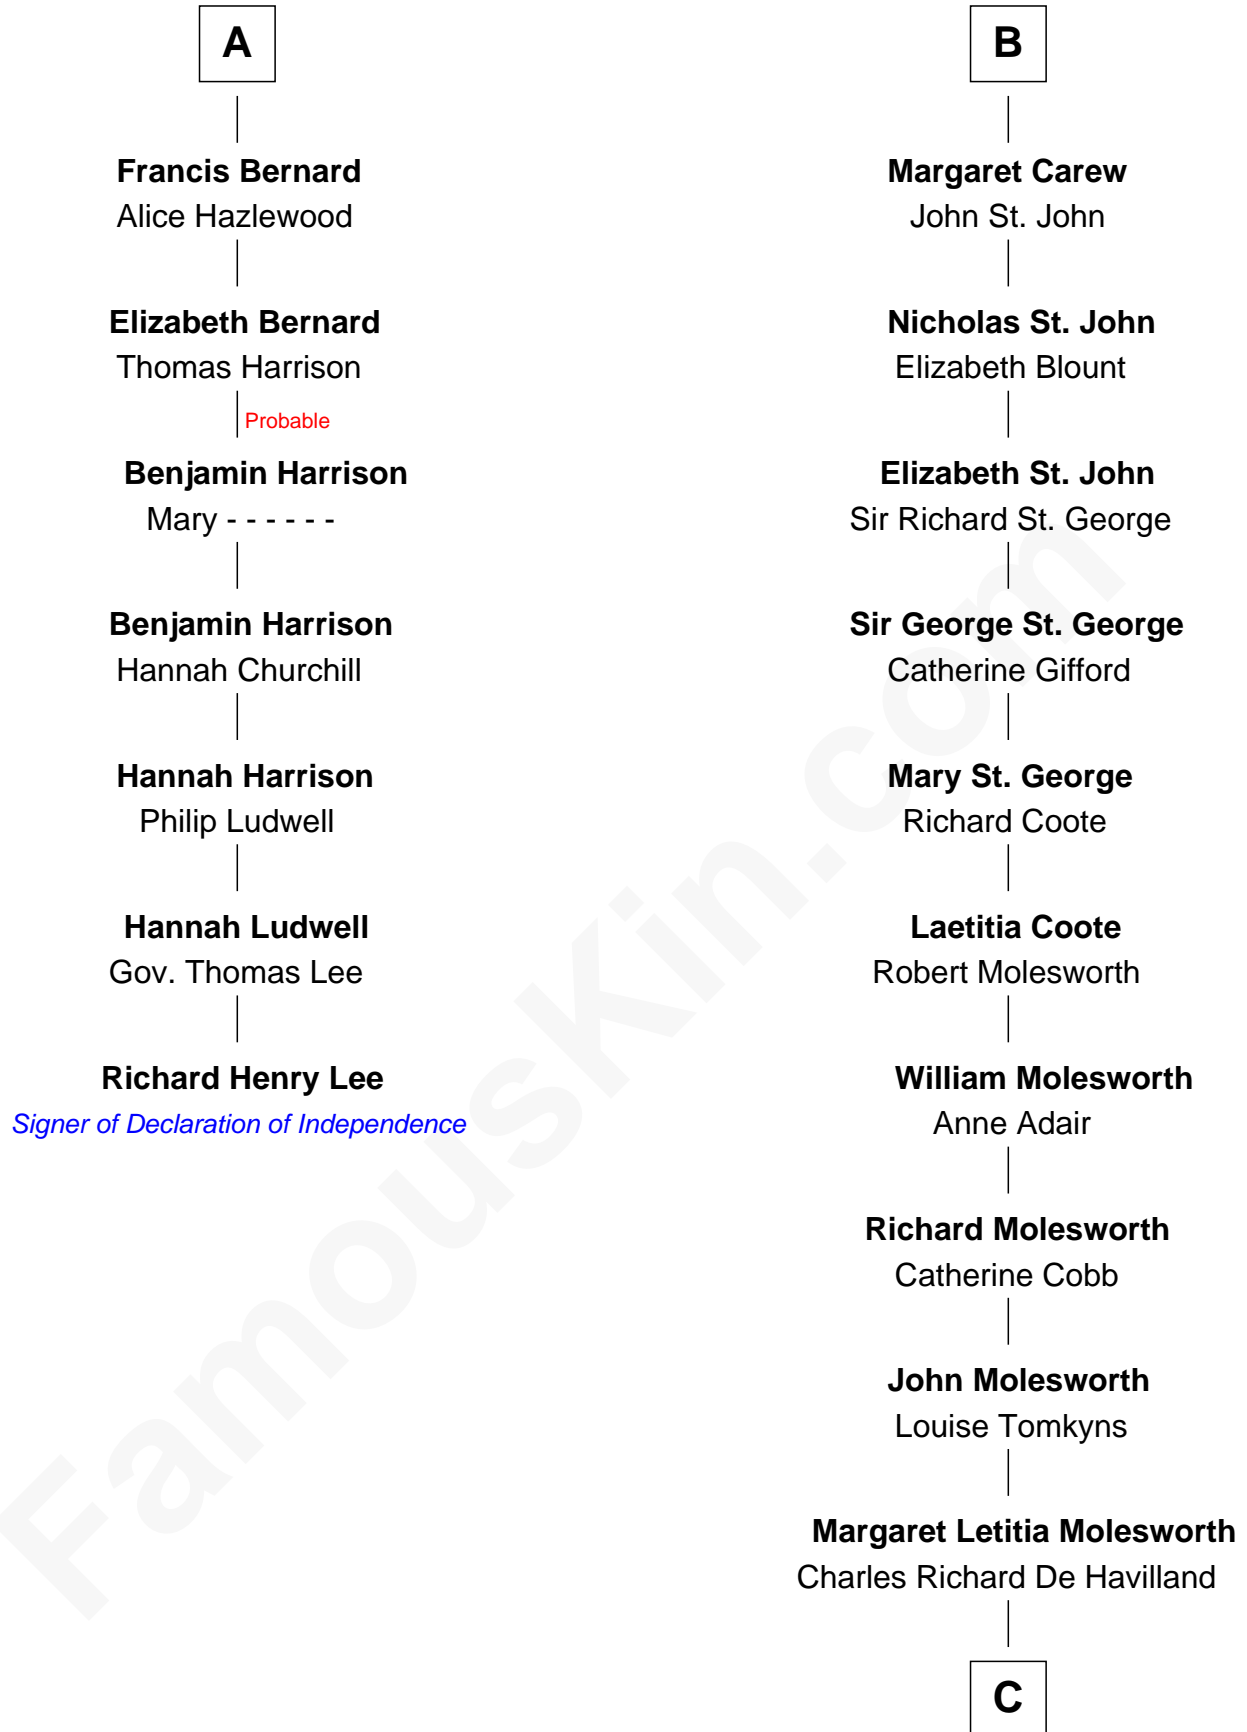 A
Francis Bernard
Alice Hazlewood
Elizabeth Bernard
Thomas Harrison
Probable
Benjamin Harrison
Mary - - - - - -
Benjamin Harrison
Hannah Churchill
Hannah Harrison
Philip Ludwell
Hannah Ludwell
Gov. Thomas Lee
Richard Henry Lee
Signer of Declaration of Independence
B
Margaret Carew
John St. John
Nicholas St. John
Elizabeth Blount
Elizabeth St. John
Sir Richard St. George
Sir George St. George
Catherine Gifford
Mary St. George
Richard Coote
Laetitia Coote
Robert Molesworth
William Molesworth
Anne Adair
Richard Molesworth
Catherine Cobb
John Molesworth
Louise Tomkyns
Margaret Letitia Molesworth
Charles Richard De Havilland
C
FamousKin.com